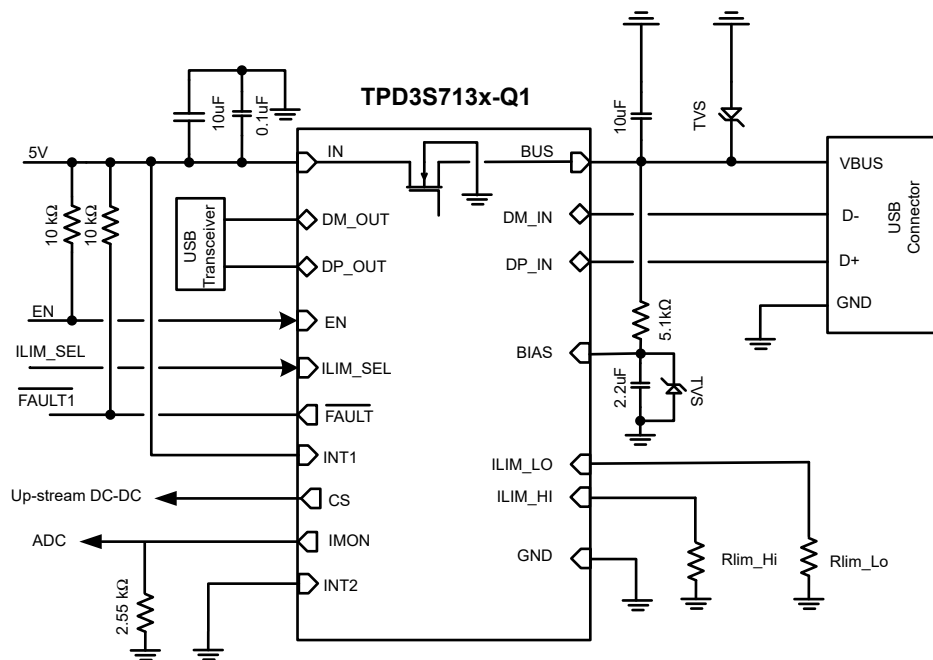 TPD3S713x-Q1
10uF
0.1uF
10uF
TVS
5V
IN
BUS
VBUS
10 kΩ
10 kΩ
USB
Transceiver
DM_OUT
DM_IN
D-
USB
Connector
DP_OUT
DP_IN
D+
GND
EN
EN
5.1kΩ
ILIM_SEL
ILIM_SEL
BIAS
2.2uF
TVS
FAULT1
FAULT
INT1
ILIM_LO
Up-stream DC-DC
CS
ILIM_HI
ADC
IMON
GND
Rlim_Hi
Rlim_Lo
INT2
2.55 kΩ